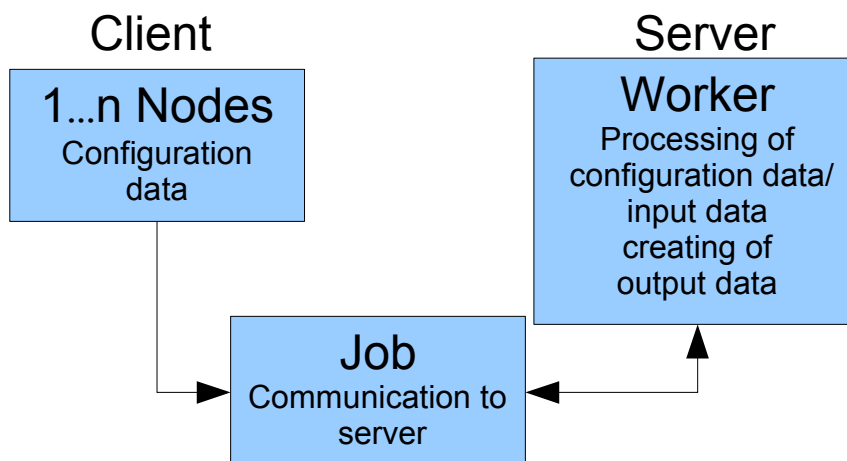 Client
1...n Nodes
Configuration
data
Server
Worker
Processing of
configuration data/
input data
creating of
output data
Job
Communication to
server